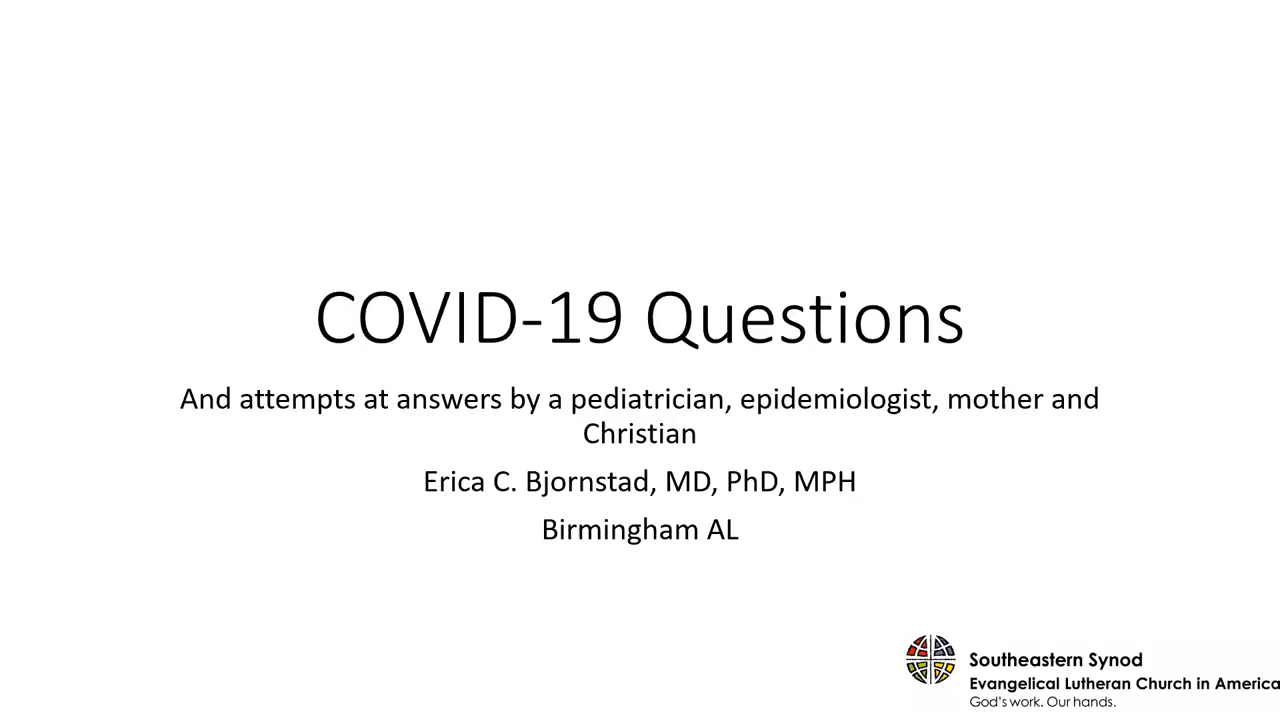 COVID-19 Questions
And attempts at answers by a pediatrician, epidemiologist, mother and
Christian
Erica C. Bjornstad, MD, PhD, MPH
Birmingham AL
Southeastern Synod
Evangelical Lutheran Church in America
God's work. Our hands.